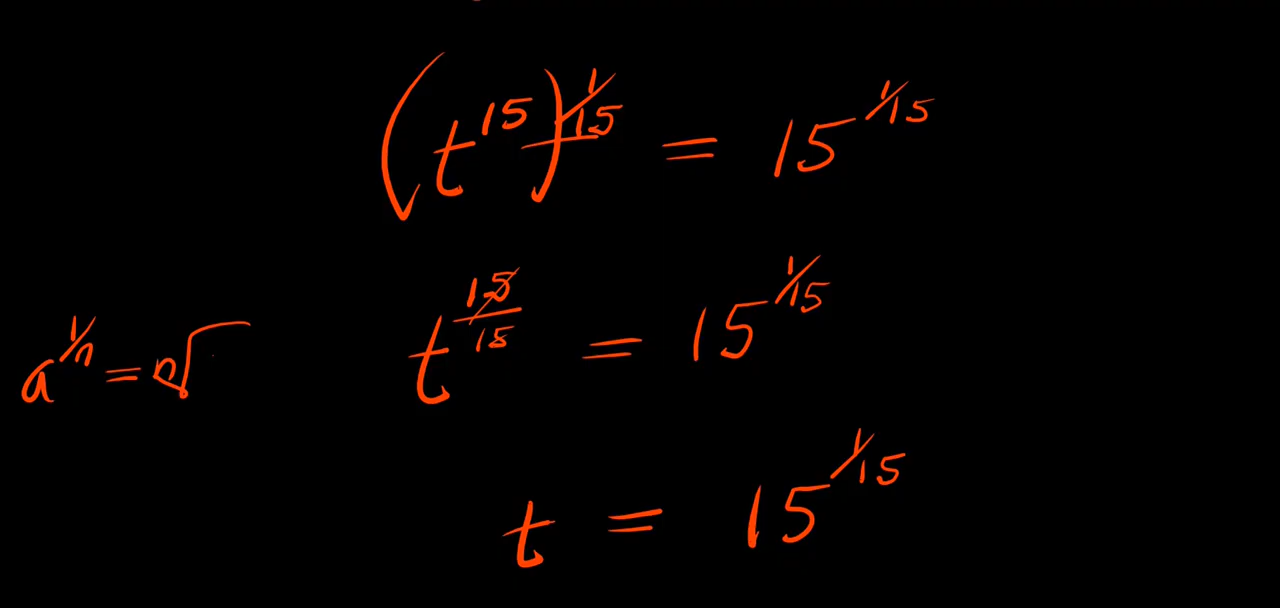 (t^15)^1/15 = 15^1/15
t^15/15 = 15^1/15
a^1/n = n√
t = 15^1/15